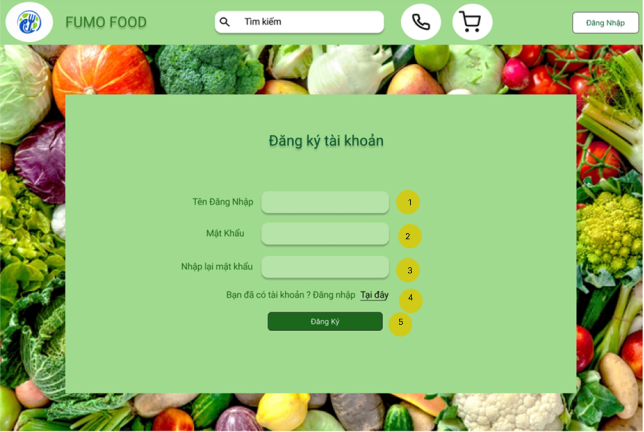 FUMO FOOD
Tìm kiếm
Đăng Nhập
Đăng ký tài khoản
Tên Đăng Nhập
1
Mật Khẩu
2
Nhập lại mật khẩu
3
Bạn đã có tài khoản ? Đăng nhập Tại đây
4
Đăng Ký
5